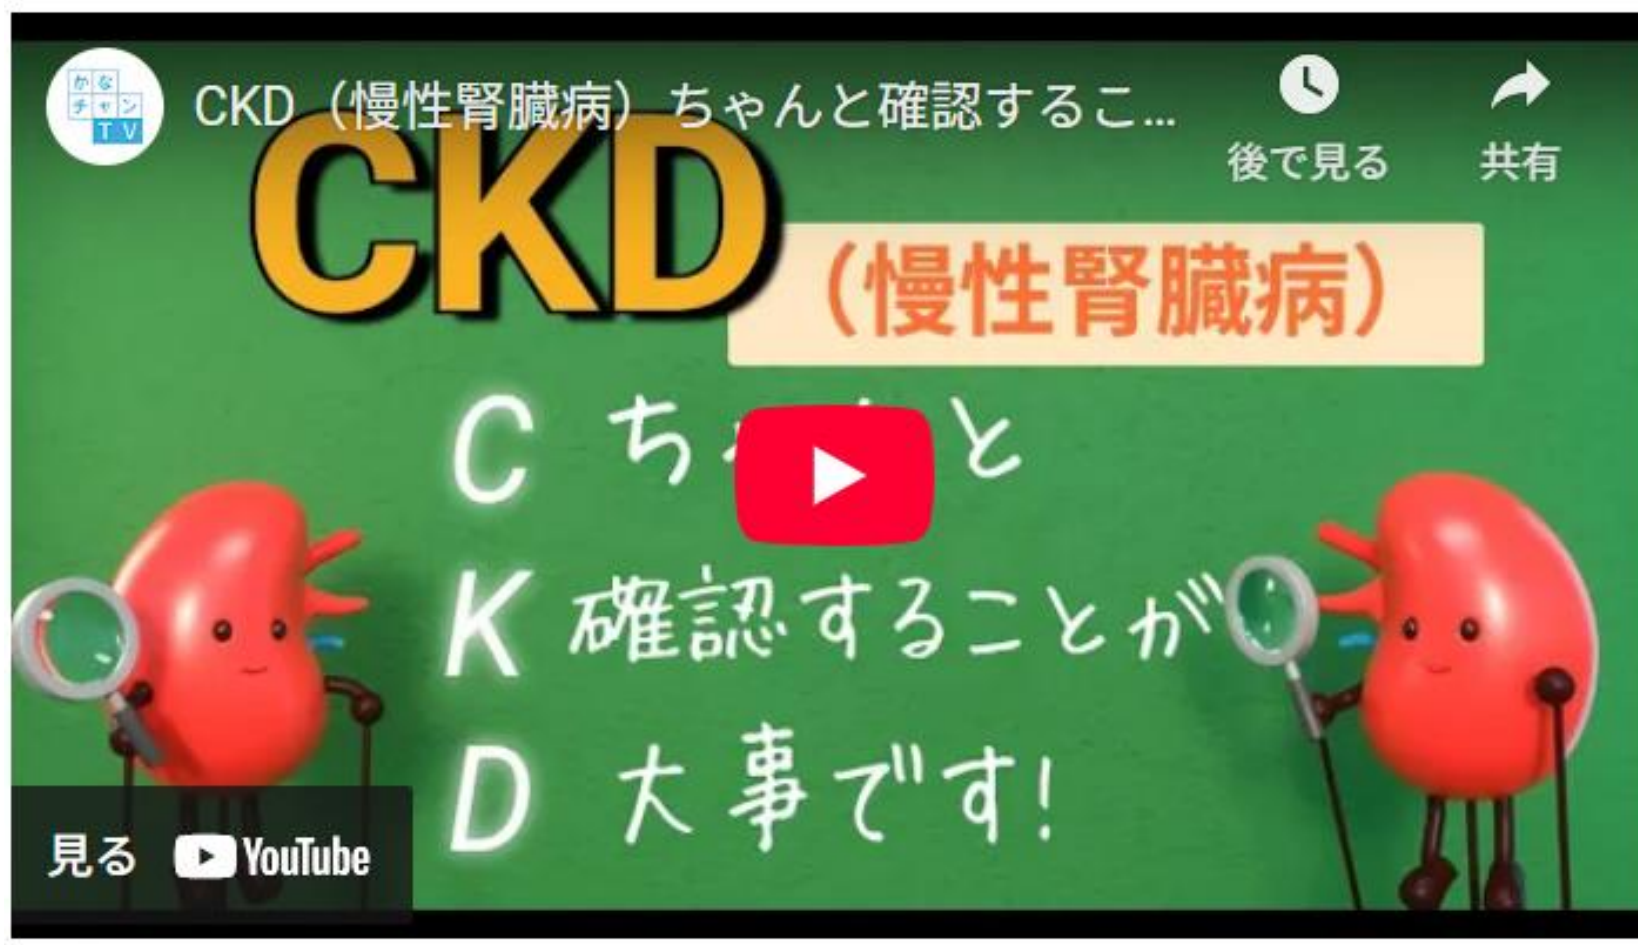 かな
チャン
TV
CKD（慢性腎臓病）ちゃんと確認するこ...
後で見る
共有
CKD
（慢性腎臓病）
C ち と
K 確認することが
D 大事です!
見る YouTube